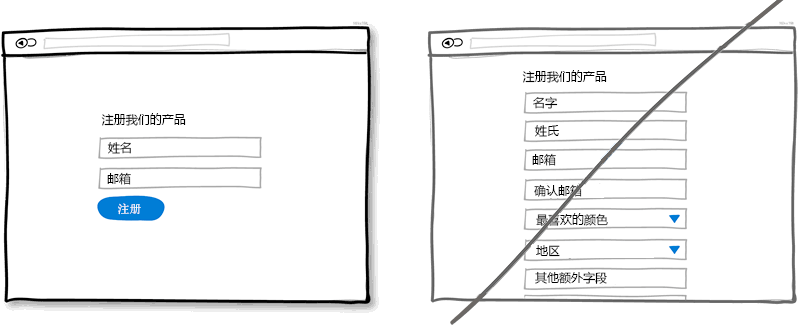 注册我们的产品
姓名
邮箱
注册
注册我们的产品
名字
姓氏
邮箱
确认邮箱
最喜欢的颜色
地区
其他额外字段